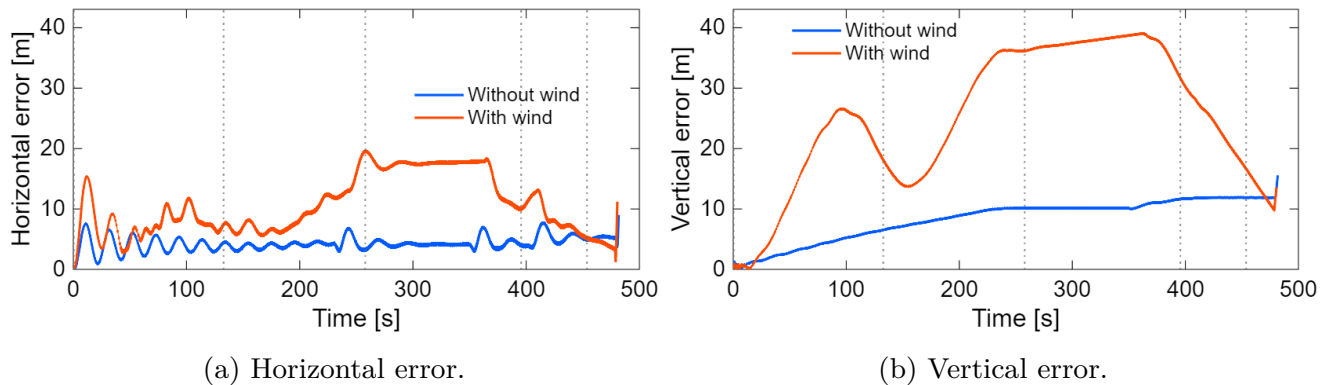 Horizontal error [m]
40
30
20
10
0
Without wind
With wind
0 100 200 300 400 500
Time [s]
(a) Horizontal error.
Vertical error [m]
40
30
20
10
0
Without wind
With wind
0 100 200 300 400 500
Time [s]
(b) Vertical error.